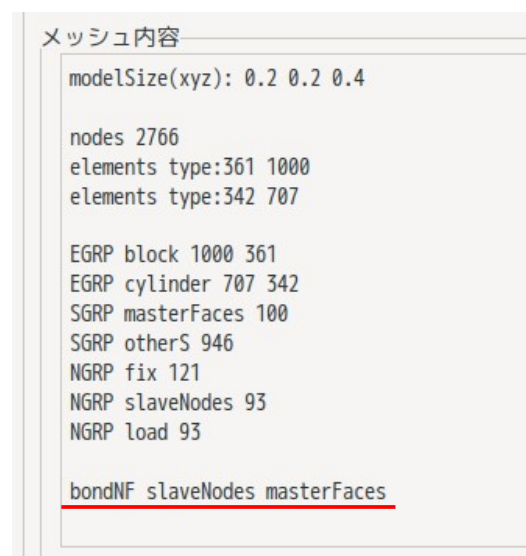 メッシュ内容
modelSize(xyz): 0.2 0.2 0.4
nodes 2766
elements type:361 1000
elements type:342 707
EGRP block 1000 361
EGRP cylinder 707 342
SGRP masterFaces 100
SGRP otherS 946
NGRP fix 121
NGRP slaveNodes 93
NGRP load 93
bondNF slaveNodes masterFaces